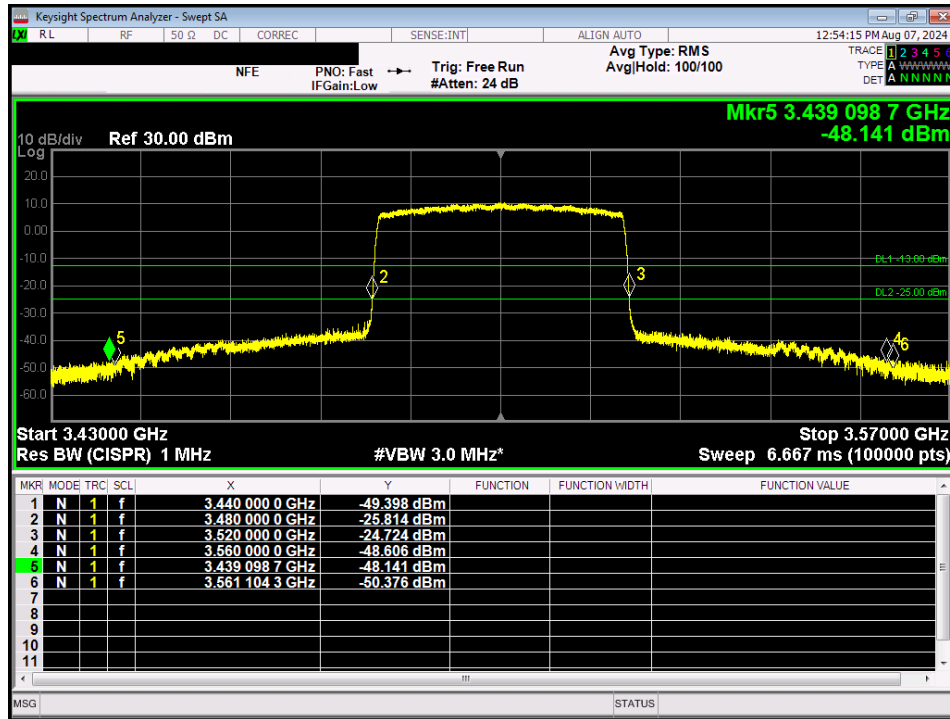 Keysight Spectrum Analyzer - Swept SA
LXI RL RF 50 Ω DC CORREC SENSE:INT ALIGN AUTO 12:54:15 PM Aug 07, 2024
NFE PNO: Fast IFGain:Low Trig: Free Run #Atten: 24 dB Avg Type: RMS Avg|Hold: 100/100
TRACE 1 2 3 4 5 6
TYPE A WWWWW
DET A N N N N N
Mkr5 3.439 098 7 GHz
-48.141 dBm
10 dB/div Ref 30.00 dBm
Log
20.0
10.0
0.00
-10.0
DL1 -13.00 dBm
2
3
-20.0
DL2 -25.00 dBm
-30.0
-40.0
5
4 6
-50.0
-60.0
Start 3.43000 GHz Stop 3.57000 GHz
Res BW (CISPR) 1 MHz #VBW 3.0 MHz* Sweep 6.667 ms (100000 pts)
MKR MODE TRC SCL X Y FUNCTION FUNCTION WIDTH FUNCTION VALUE
1 N 1 f 3.440 000 0 GHz -49.398 dBm
2 N 1 f 3.480 000 0 GHz -25.814 dBm
3 N 1 f 3.520 000 0 GHz -24.724 dBm
4 N 1 f 3.560 000 0 GHz -48.606 dBm
5 N 1 f 3.439 098 7 GHz -48.141 dBm
6 N 1 f 3.561 104 3 GHz -50.376 dBm
7
8
9
10
11
MSG STATUS